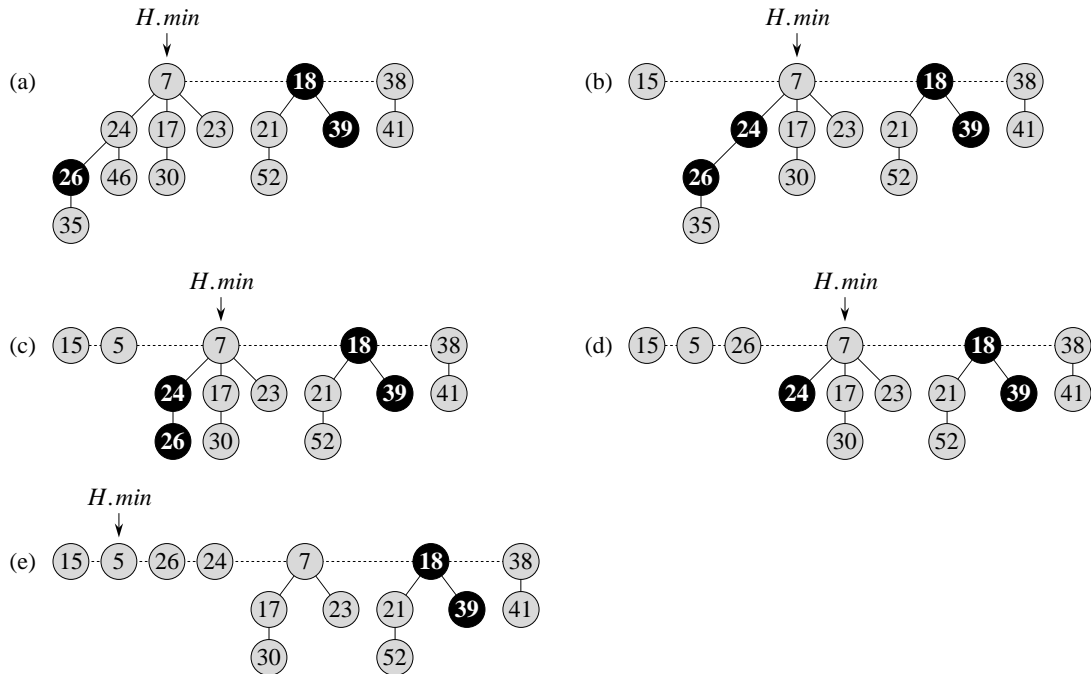 H.min H.min
(a) 7 18 38 (b) 15 7 18 38
24 17 23 21 39 41 24 17 23 21 39 41
26 46 30 52 26 30 52
35 35
H.min H.min
(c) 15 5 7 18 38 (d) 15 5 26 7 18 38
24 17 23 21 39 41 24 17 23 21 39 41
26 30 52 30 52
H.min
(e) 15 5 26 24 7 18 38
17 23 21 39 41
30 52